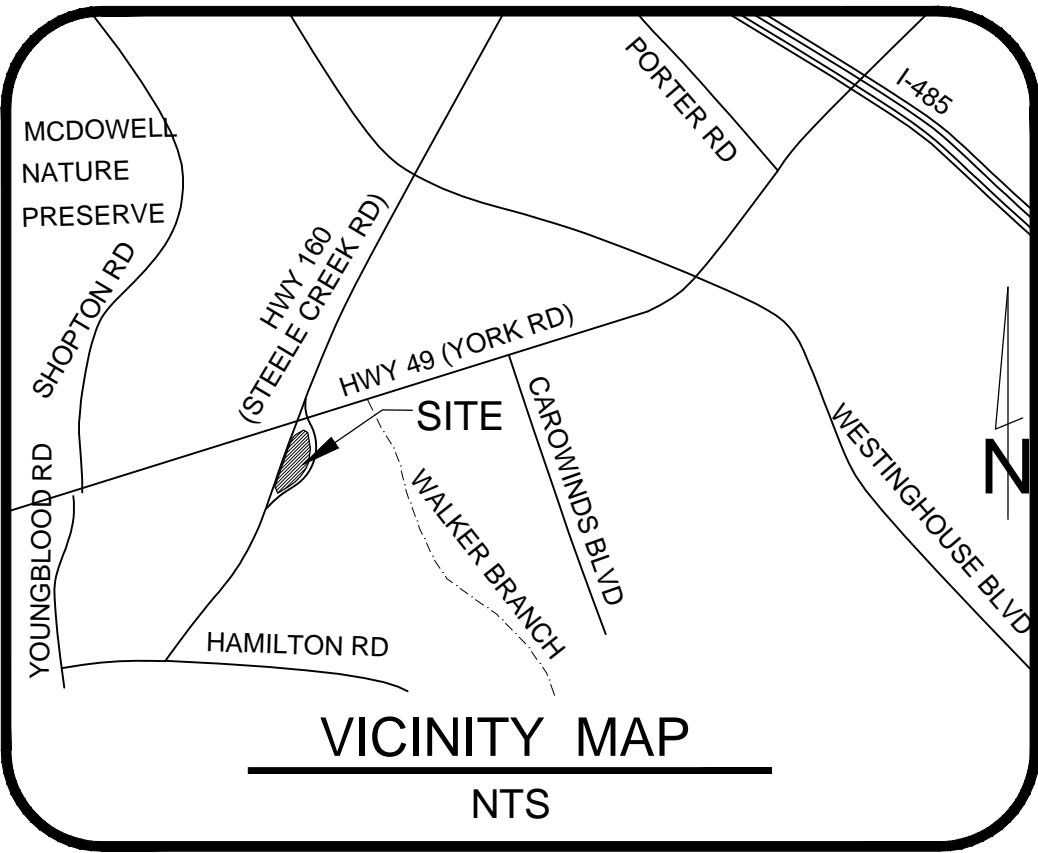 MCDOWELL
NATURE
PRESERVE
SHOPTON RD
HWY 160
(STEELE CREEK RD)
PORTER RD
I-485
HWY 49 (YORK RD)
SITE
CAROWINDS BLVD
WESTINGHOUSE BLVD
N
YOUNGBLOOD RD
WALKER BRANCH
HAMILTON RD
VICINITY MAP
NTS